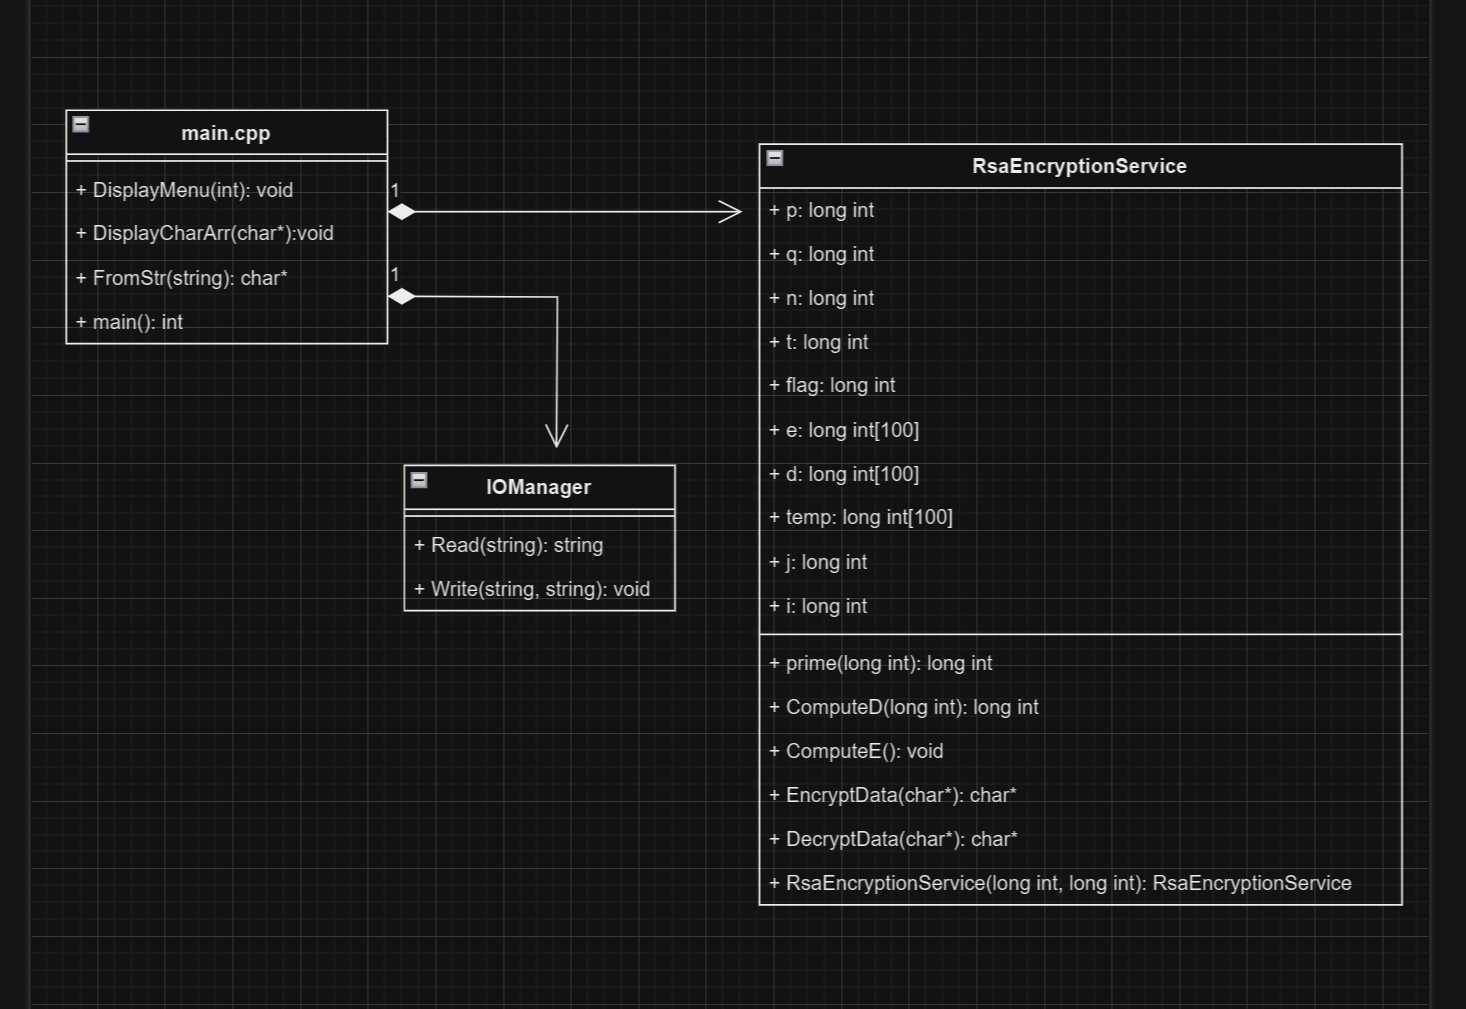 main.cpp
+ DisplayMenu(int): void
+ DisplayCharArr(char*):void
+ FromStr(string): char*
+ main(): int
1
1
IOManager
+ Read(string): string
+ Write(string, string): void
RsaEncryptionService
+ p: long int
+ q: long int
+ n: long int
+ t: long int
+ flag: long int
+ e: long int[100]
+ d: long int[100]
+ temp: long int[100]
+ j: long int
+ i: long int
+ prime(long int): long int
+ ComputeD(long int): long int
+ ComputeE(): void
+ EncryptData(char*): char*
+ DecryptData(char*): char*
+ RsaEncryptionService(long int, long int): RsaEncryptionService